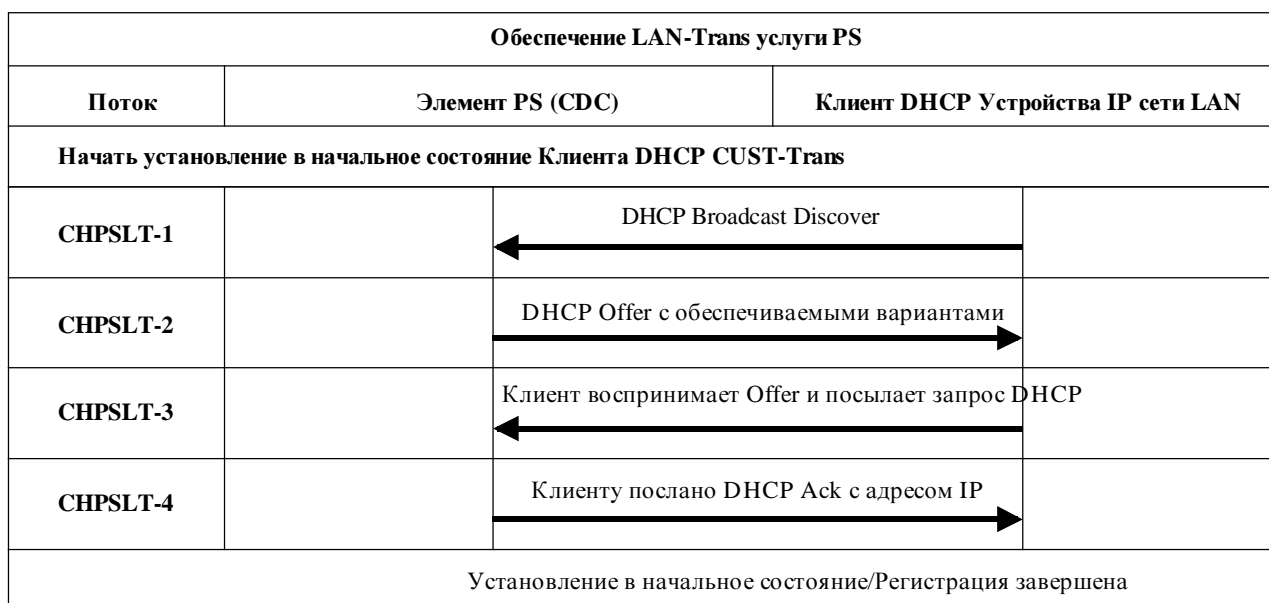 Обеспечение LAN-Trans услуги PS
Поток
Элемент PS (CDC)
Клиент DHCP Устройства IP сети LAN
Начать установление в начальное состояние Клиента DHCP CUST-Trans
CHPSLT-1
DHCP Broadcast Discover
CHPSLT-2
DHCP Offer с обеспечиваемыми вариантами
CHPSLT-3
Клиент воспринимает Offer и посылает запрос DHCP
CHPSLT-4
Клиенту послано DHCP Ack с адресом IP
Установление в начальное состояние/Регистрация завершена